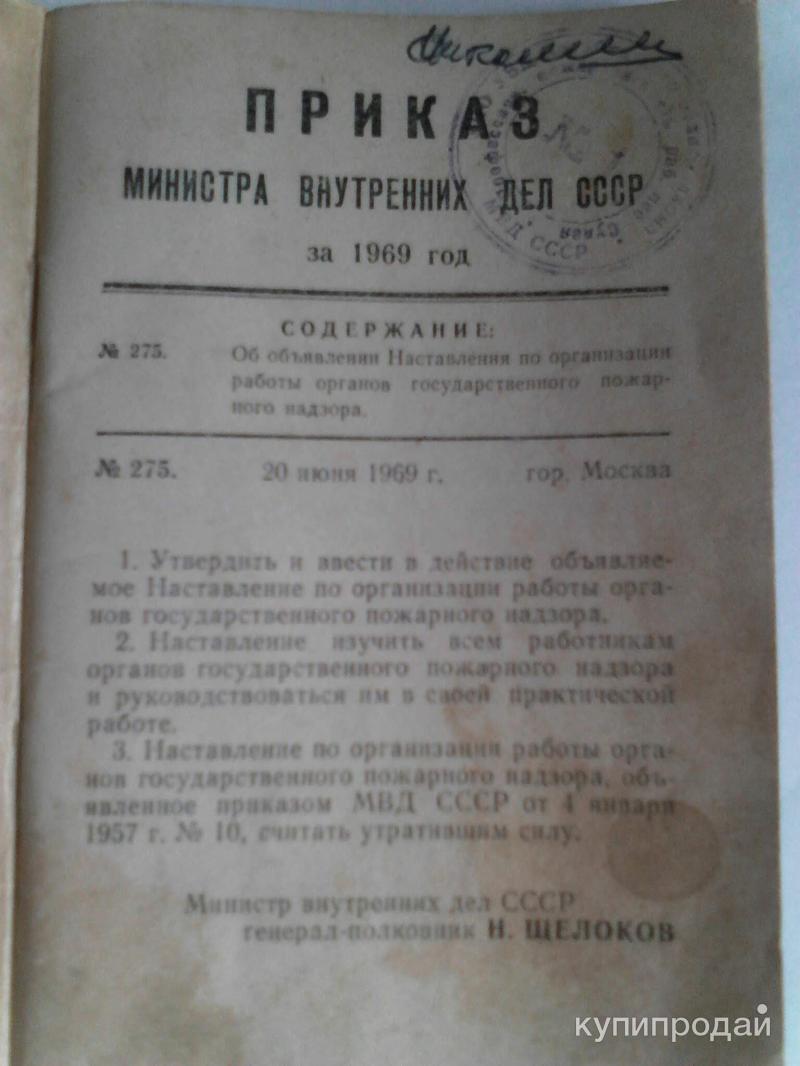 ПРИКАЗ
МИНИСТРА ВНУТРЕННИХ ДЕЛ СССР
за 1969 год
СОДЕРЖАНИЕ:
№ 275. Об объявлении Наставления по организации
работы органов государственного пожар-
ного надзора.
№ 275. 20 июня 1969 г. гор. Москва
1. Утвердить и ввести в действие объявляе-
мое Наставление по организации работы орга-
нов государственного пожарного надзора.
2. Наставление изучить всем работникам
органов государственного пожарного надзора
и руководствоваться им в своей практической
работе.
3. Наставление по организации работы орга-
нов государственного пожарного надзора, объ-
явленное приказом МВД СССР от 4 января
1957 г. № 10, считать утратившим силу.
Министр внутренних дел СССР
генерал-полковник Н. ЩЕЛОКОВ
МВД СССР
купипродай